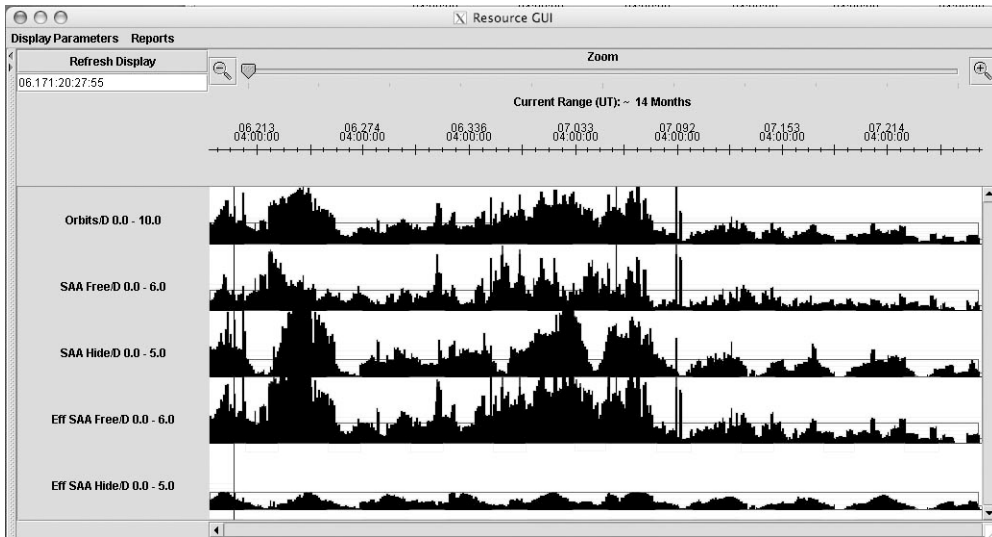 X Resource GUI
Display Parameters Reports
Refresh Display
06.171:20:27:55
Zoom
Current Range (UT): ~ 14 Months
06.213 06.274 06.336 07.033 07.092 07.153 07.214
04:00:00 04:00:00 04:00:00 04:00:00 04:00:00 04:00:00 04:00:00
Orbits/D 0.0 - 10.0
SAA Free/D 0.0 - 6.0
SAA Hide/D 0.0 - 5.0
Eff SAA Free/D 0.0 - 6.0
Eff SAA Hide/D 0.0 - 5.0